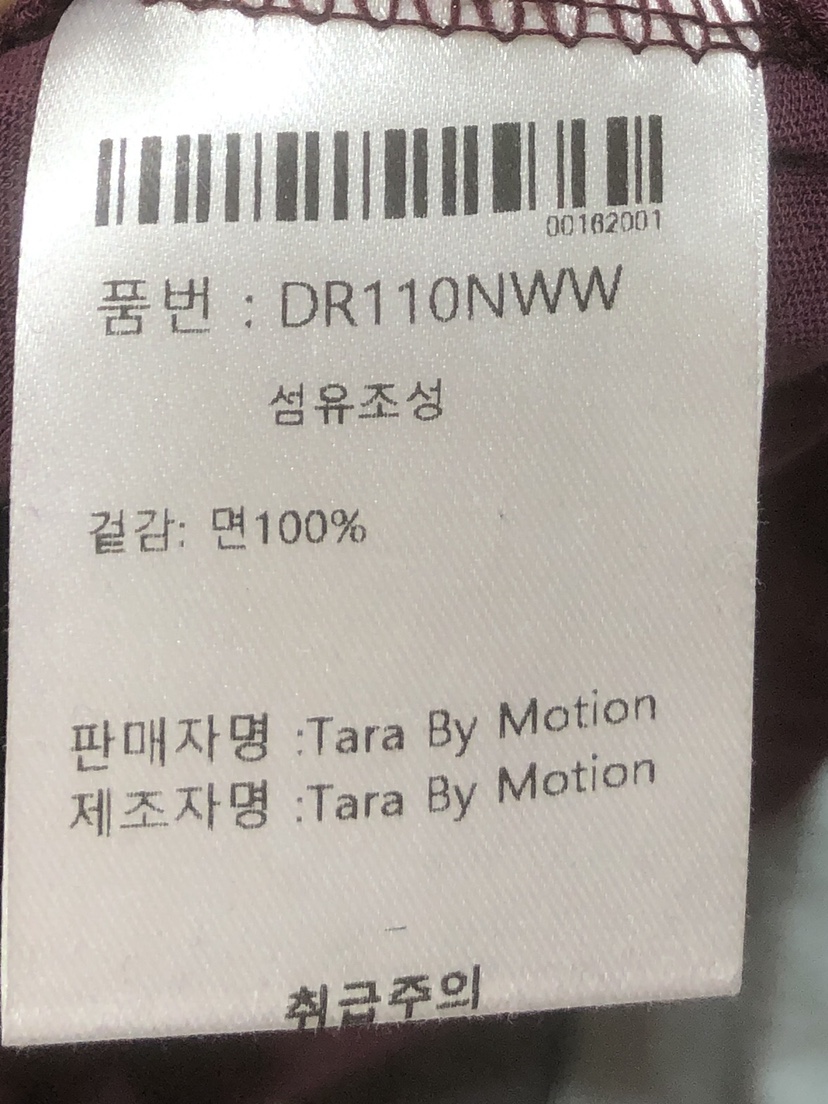 00162001
품번 : DR110NWW
섬유조성
겉감: 면100%
판매자명 :Tara By Motion
제조자명 :Tara By Motion
취급주의